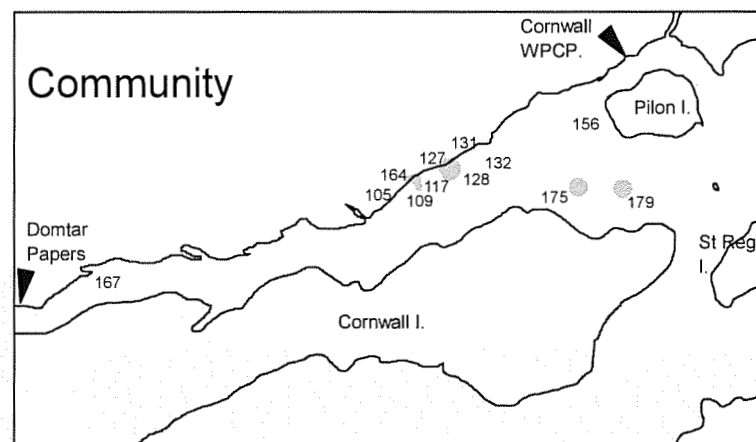 Cornwall
WPCP.
Community
Pilon I.
156
131
127
132
164
117
128
105
109
175
179
Domtar
Papers
St Reg
I.
167
Cornwall I.